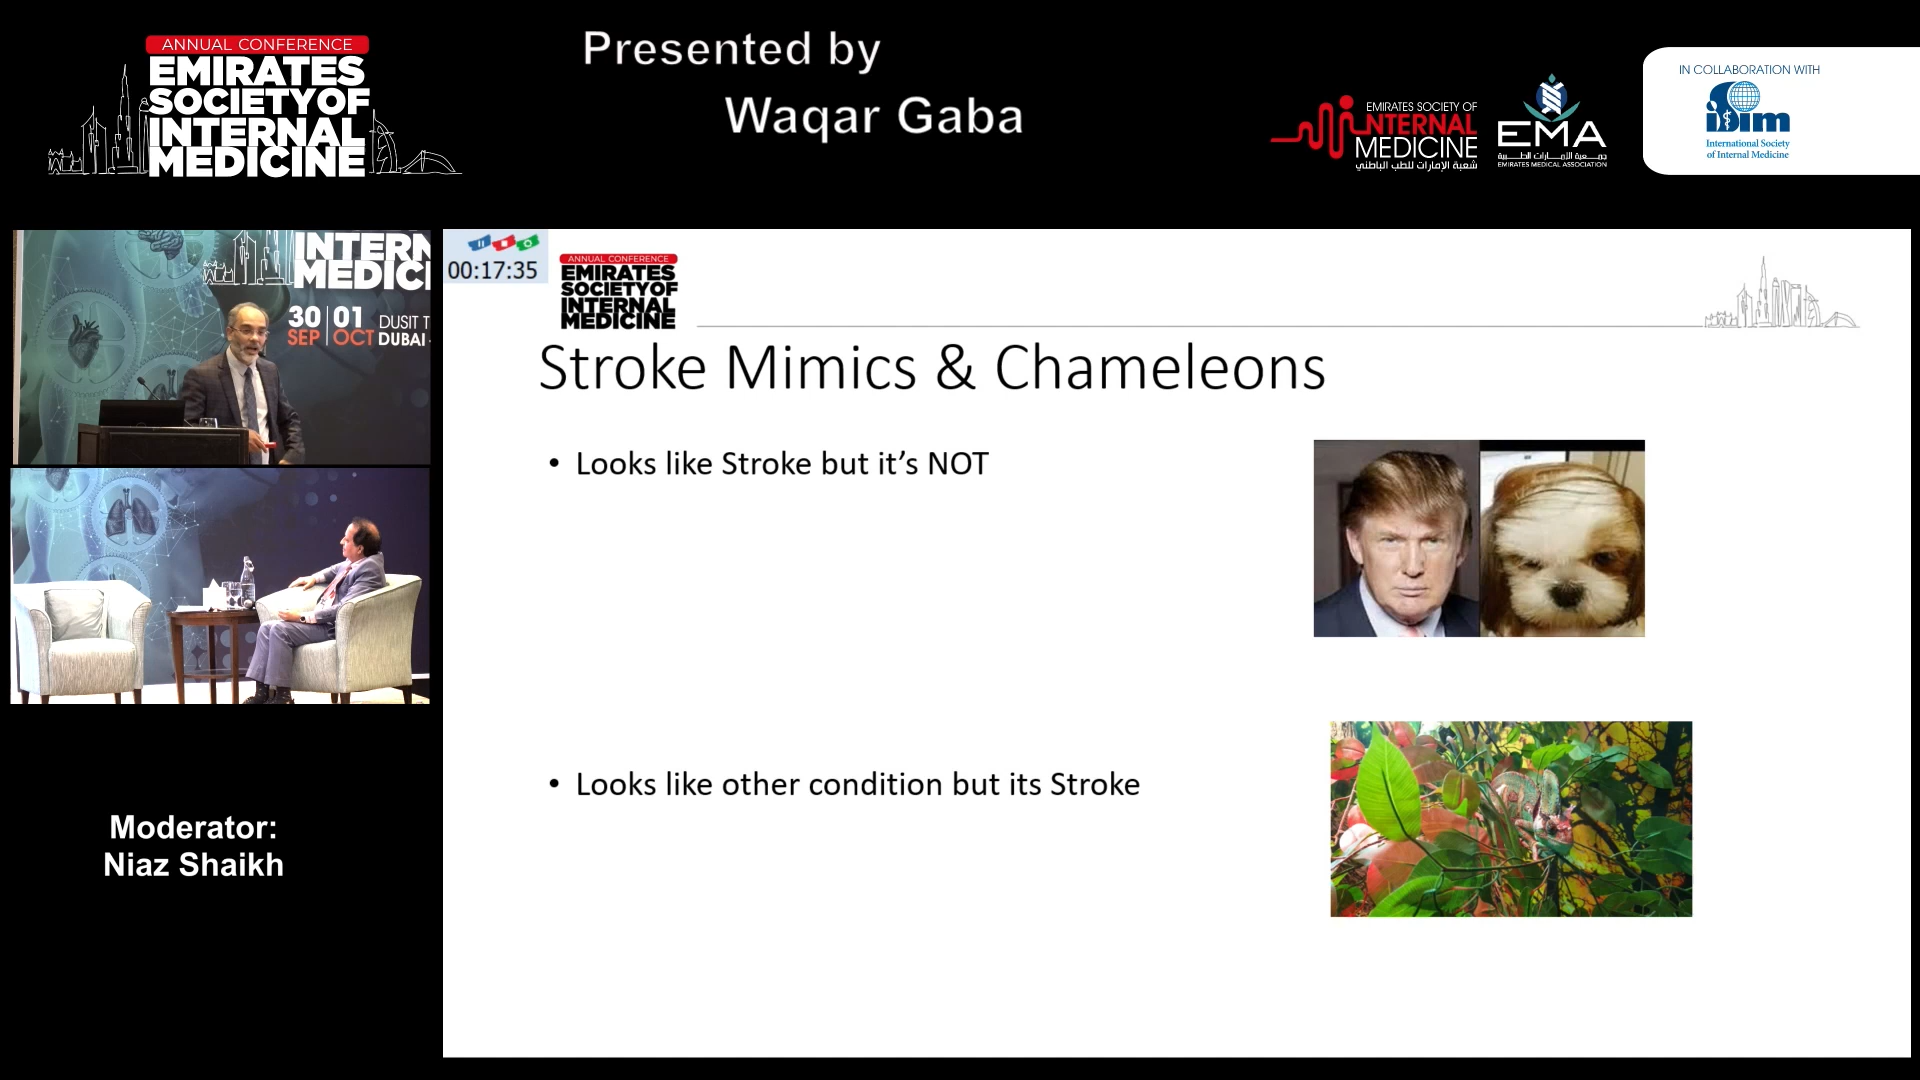 ANNUAL CONFERENCE
EMIRATES
SOCIETY OF
INTERNAL
MEDICINE
Presented by
Waqar Gaba
EMIRATES SOCIETY OF
INTERNAL
MEDICINE
شعبة الإمارات للطب الباطني
EMA
جمعية الإمارات الطبية
EMIRATES MEDICAL ASSOCIATION
IN COLLABORATION WITH
isim
International Society
of Internal Medicine
INTERN
MEDICI
30 SEP | 01 OCT
DUSIT T
DUBAI
00:17:35
ANNUAL CONFERENCE
EMIRATES
SOCIETY OF
INTERNAL
MEDICINE
Stroke Mimics & Chameleons
• Looks like Stroke but it’s NOT
• Looks like other condition but its Stroke
Moderator:
Niaz Shaikh